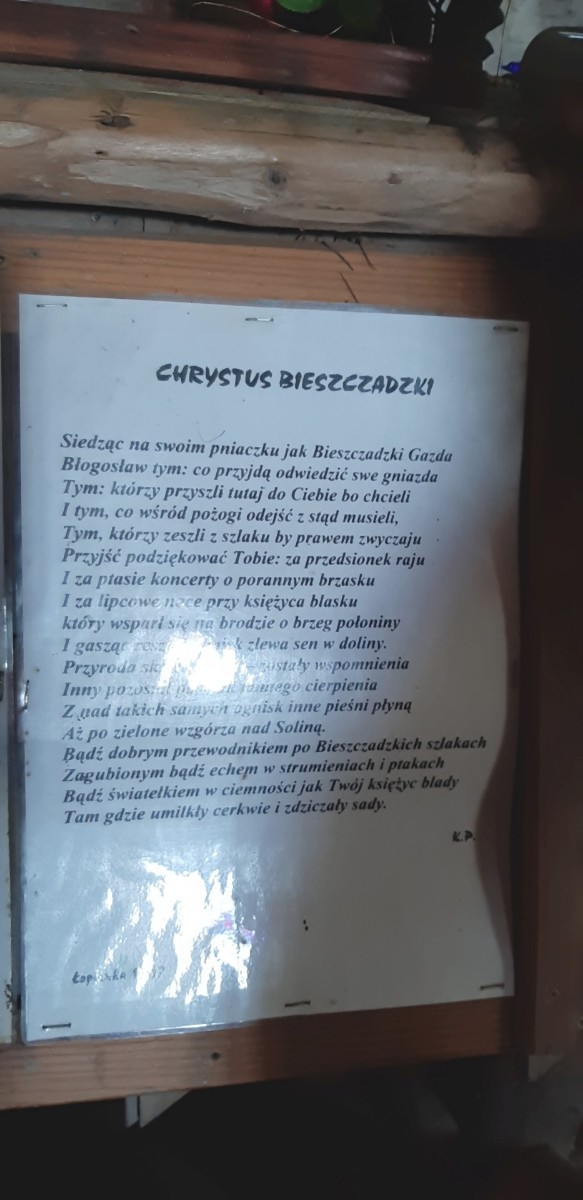 CHRYSTUS BIESZCZADZKI
Siedząc na swoim pniaczku jak Bieszczadzki Gazda
Błogosław tym: co przyjdą odwiedzić swe gniazda
Tym: którzy przyszli tutaj do Ciebie bo chcieli
I tym, co wśród pożogi odejść z stąd musieli,
Tym, którzy zeszli z szlaku by prawem zwyczaju
Przyjść podziękować Tobie: za przedsionek raju
I za ptasie koncerty o porannym brzasku
I za lipcowe noce przy księżyca blasku
który wsparł się na brodzie o brzeg połoniny
I gasząc zlewa sen w doliny.
Przyroda zostały wspomnienia
Inny cierpienia
Z nad takich samych ognisk inne pieśni płyną
Aż po zielone wzgórza nad Soliną.
Bądź dobrym przewodnikiem po Bieszczadzkich szlakach
Zagubionym bądź echem w strumieniach i ptakach
Bądź światełkiem w ciemności jak Twój księżyc blady
Tam gdzie umilkły cerkwie i zdziczały sady.
K.P.